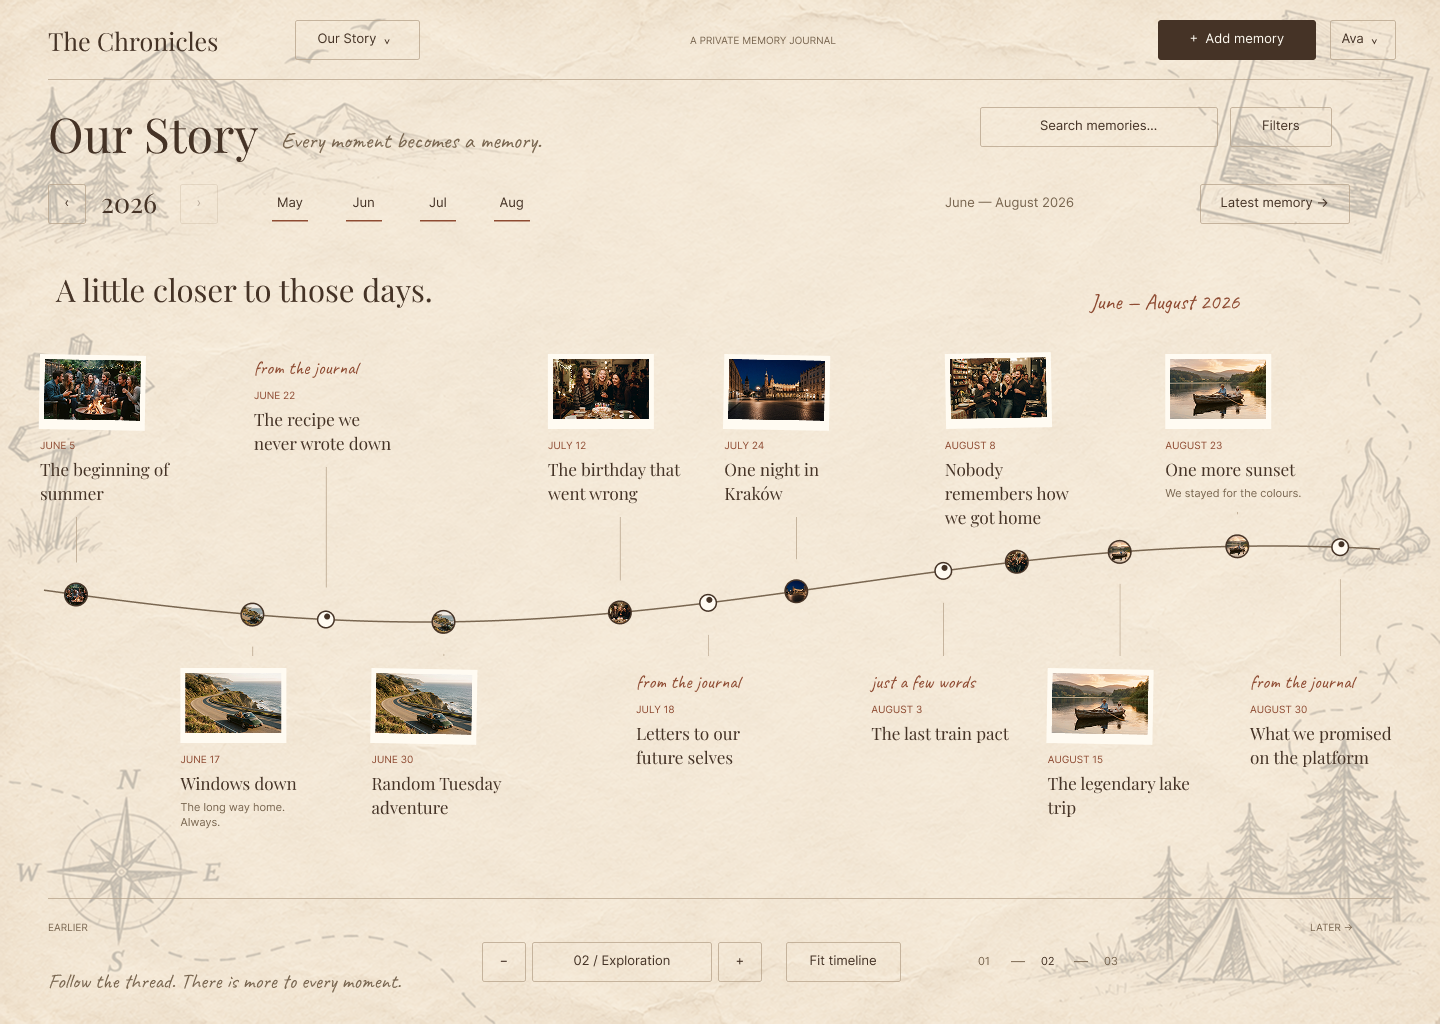 The Chronicles
Our Story ˅
A PRIVATE MEMORY JOURNAL
+ Add memory
Ava ˅
Our Story
Every moment becomes a memory.
Search memories...
Filters
‹ 2026 ›
May Jun Jul Aug
June — August 2026
Latest memory →
A little closer to those days.
June – August 2026
JUNE 5
The beginning of
summer
from the journal
JUNE 22
The recipe we
never wrote down
JULY 12
The birthday that
went wrong
JULY 24
One night in
Kraków
AUGUST 8
Nobody
remembers how
we got home
AUGUST 23
One more sunset
We stayed for the colours.
JUNE 17
Windows down
The long way home.
Always.
JUNE 30
Random Tuesday
adventure
from the journal
JULY 18
Letters to our
future selves
just a few words
AUGUST 3
The last train pact
AUGUST 15
The legendary lake
trip
from the journal
AUGUST 30
What we promised
on the platform
N
W E
S
EARLIER
LATER →
Follow the thread. There is more to every moment.
− 02 / Exploration +
Fit timeline
01 — 02 — 03